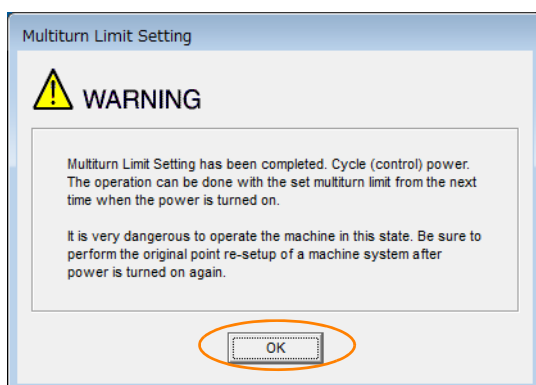 Multiturn Limit Setting
WARNING
Multiturn Limit Setting has been completed. Cycle (control) power.
The operation can be done with the set multiturn limit from the next
time when the power is turned on.
It is very dangerous to operate the machine in this state. Be sure to
perform the original point re-setup of a machine system after
power is turned on again.
OK